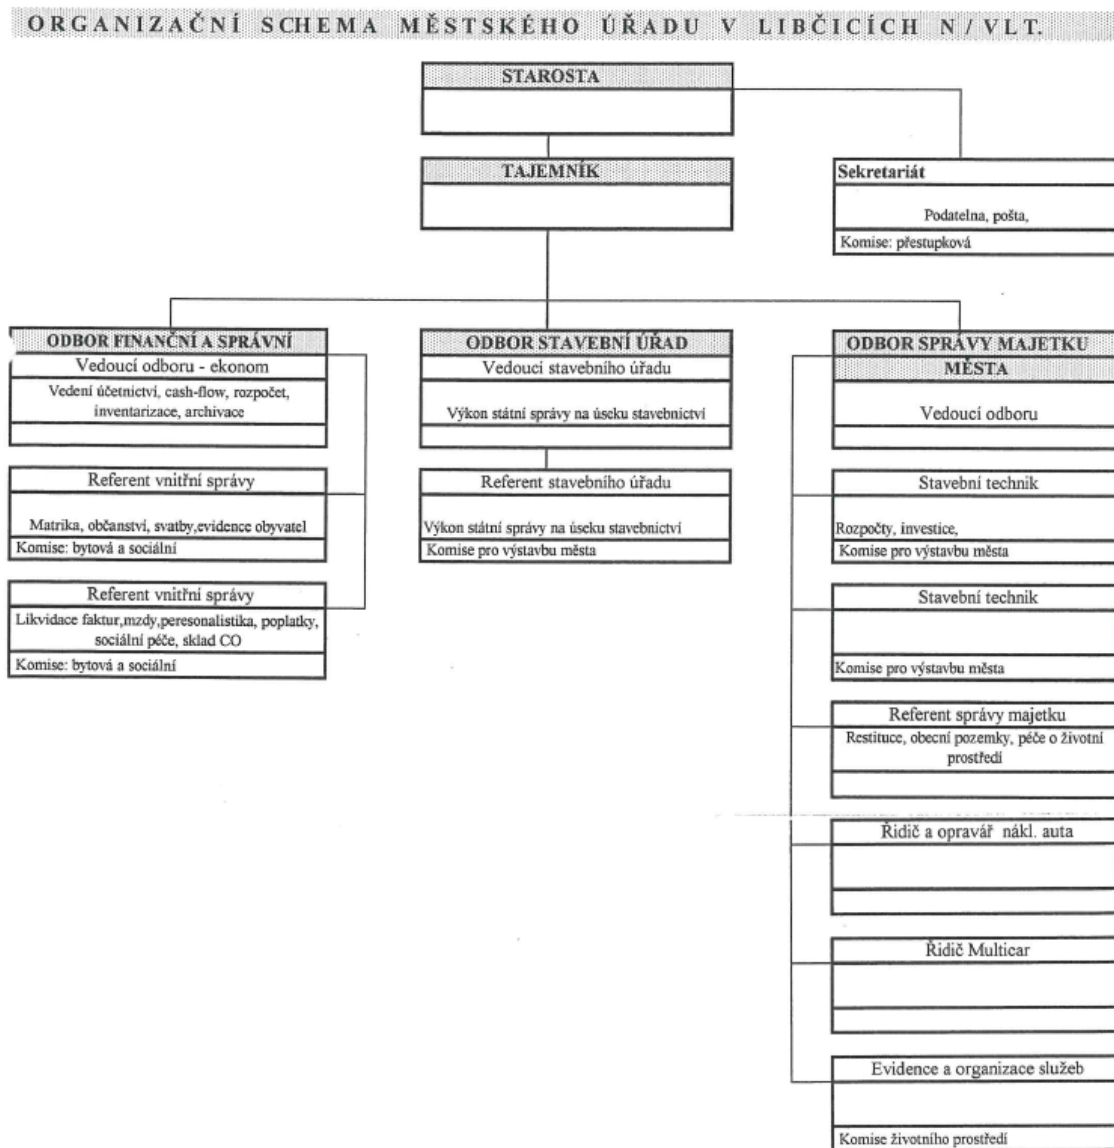 ORGANIZAČNÍ SCHEMA MĚSTSKÉHO ÚŘADU V LIBČICÍCH N/VLT.
STAROSTA
TAJEMNÍK
Sekretariát
Podatelna, pošta,
Komise: přestupková
ODBOR FINANČNÍ A SPRÁVNÍ
Vedoucí odboru - ekonom
Vedení účetnictví, cash-flow, rozpočet,
inventarizace, archivace
Referent vnitřní správy
Matrika, občanství, svatby,evidence obyvatel
Komise: bytová a sociální
Referent vnitřní správy
Likvidace faktur,mzdy,peresonalistika, poplatky,
sociální péče, sklad CO
Komise: bytová a sociální
ODBOR STAVEBNÍ ÚŘAD
Vedoucí stavebního úřadu
Výkon státní správy na úseku stavebnictví
Referent stavebního úřadu
Výkon státní správy na úseku stavebnictví
Komise pro výstavbu města
ODBOR SPRÁVY MAJETKU
MĚSTA
Vedoucí odboru
Stavební technik
Rozpočty, investice,
Komise pro výstavbu města
Stavební technik
Komise pro výstavbu města
Referent správy majetku
Restituce, obecní pozemky, péče o životní
prostředí
Řidič a opravář nákl. auta
Řidič Multicar
Evidence a organizace služeb
Komise životního prostředí